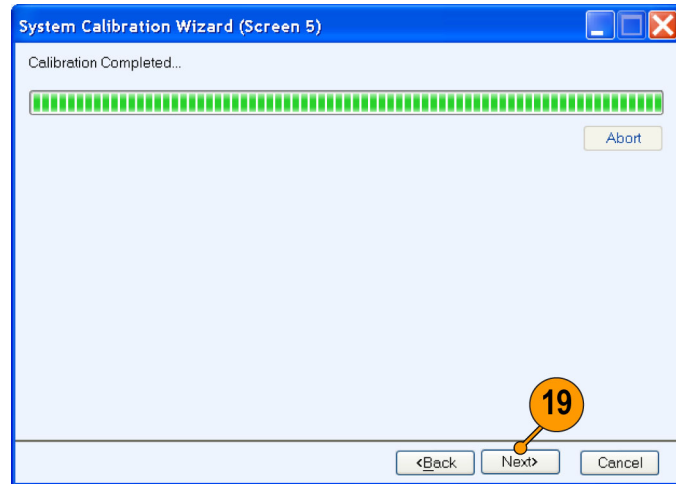 System Calibration Wizard (Screen 5)
Calibration Completed...
Abort
19
<Back Next> Cancel